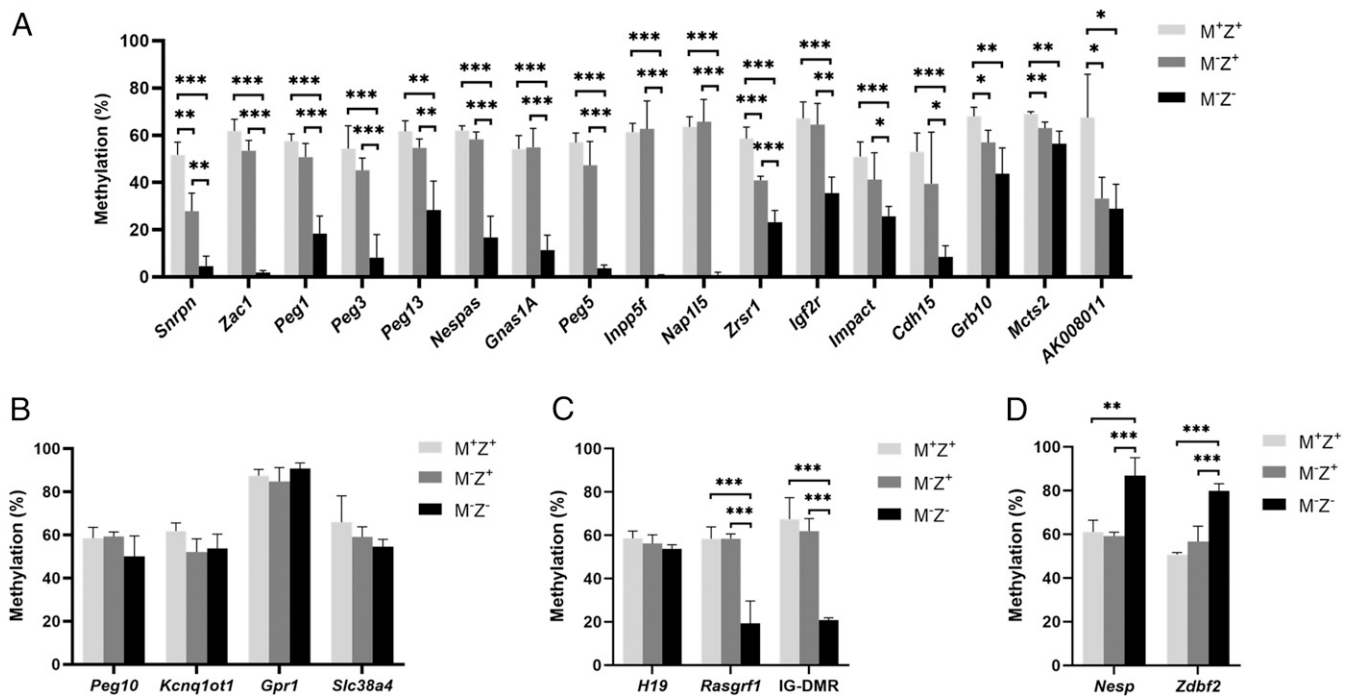 A
Methylation (%)
100
80
60
40
20
0
*** *** *** *** ** *** *** *** *** *** *** *** *** *** ** ** *
** *** *** *** ** *** *** *** *** *** *** ** * * * ** *
** ***
M⁺Z⁺
M⁻Z⁺
M⁻Z⁻
Snrpn Zac1 Peg1 Peg3 Peg13 Nespas Gnas1A Peg5 Inpp5f Nap1l5 Zrsr1 Igf2r Impact Cdh15 Grb10 Mcts2 AK008011
B
Methylation (%)
100
80
60
40
20
0
M⁺Z⁺
M⁻Z⁺
M⁻Z⁻
Peg10 Kcnq1ot1 Gpr1 Slc38a4
C
Methylation (%)
100
80
60
40
20
0
*** ***
*** ***
M⁺Z⁺
M⁻Z⁺
M⁻Z⁻
H19 Rasgrf1 IG-DMR
D
Methylation (%)
100
80
60
40
20
0
** ***
*** ***
M⁺Z⁺
M⁻Z⁺
M⁻Z⁻
Nesp Zdbf2